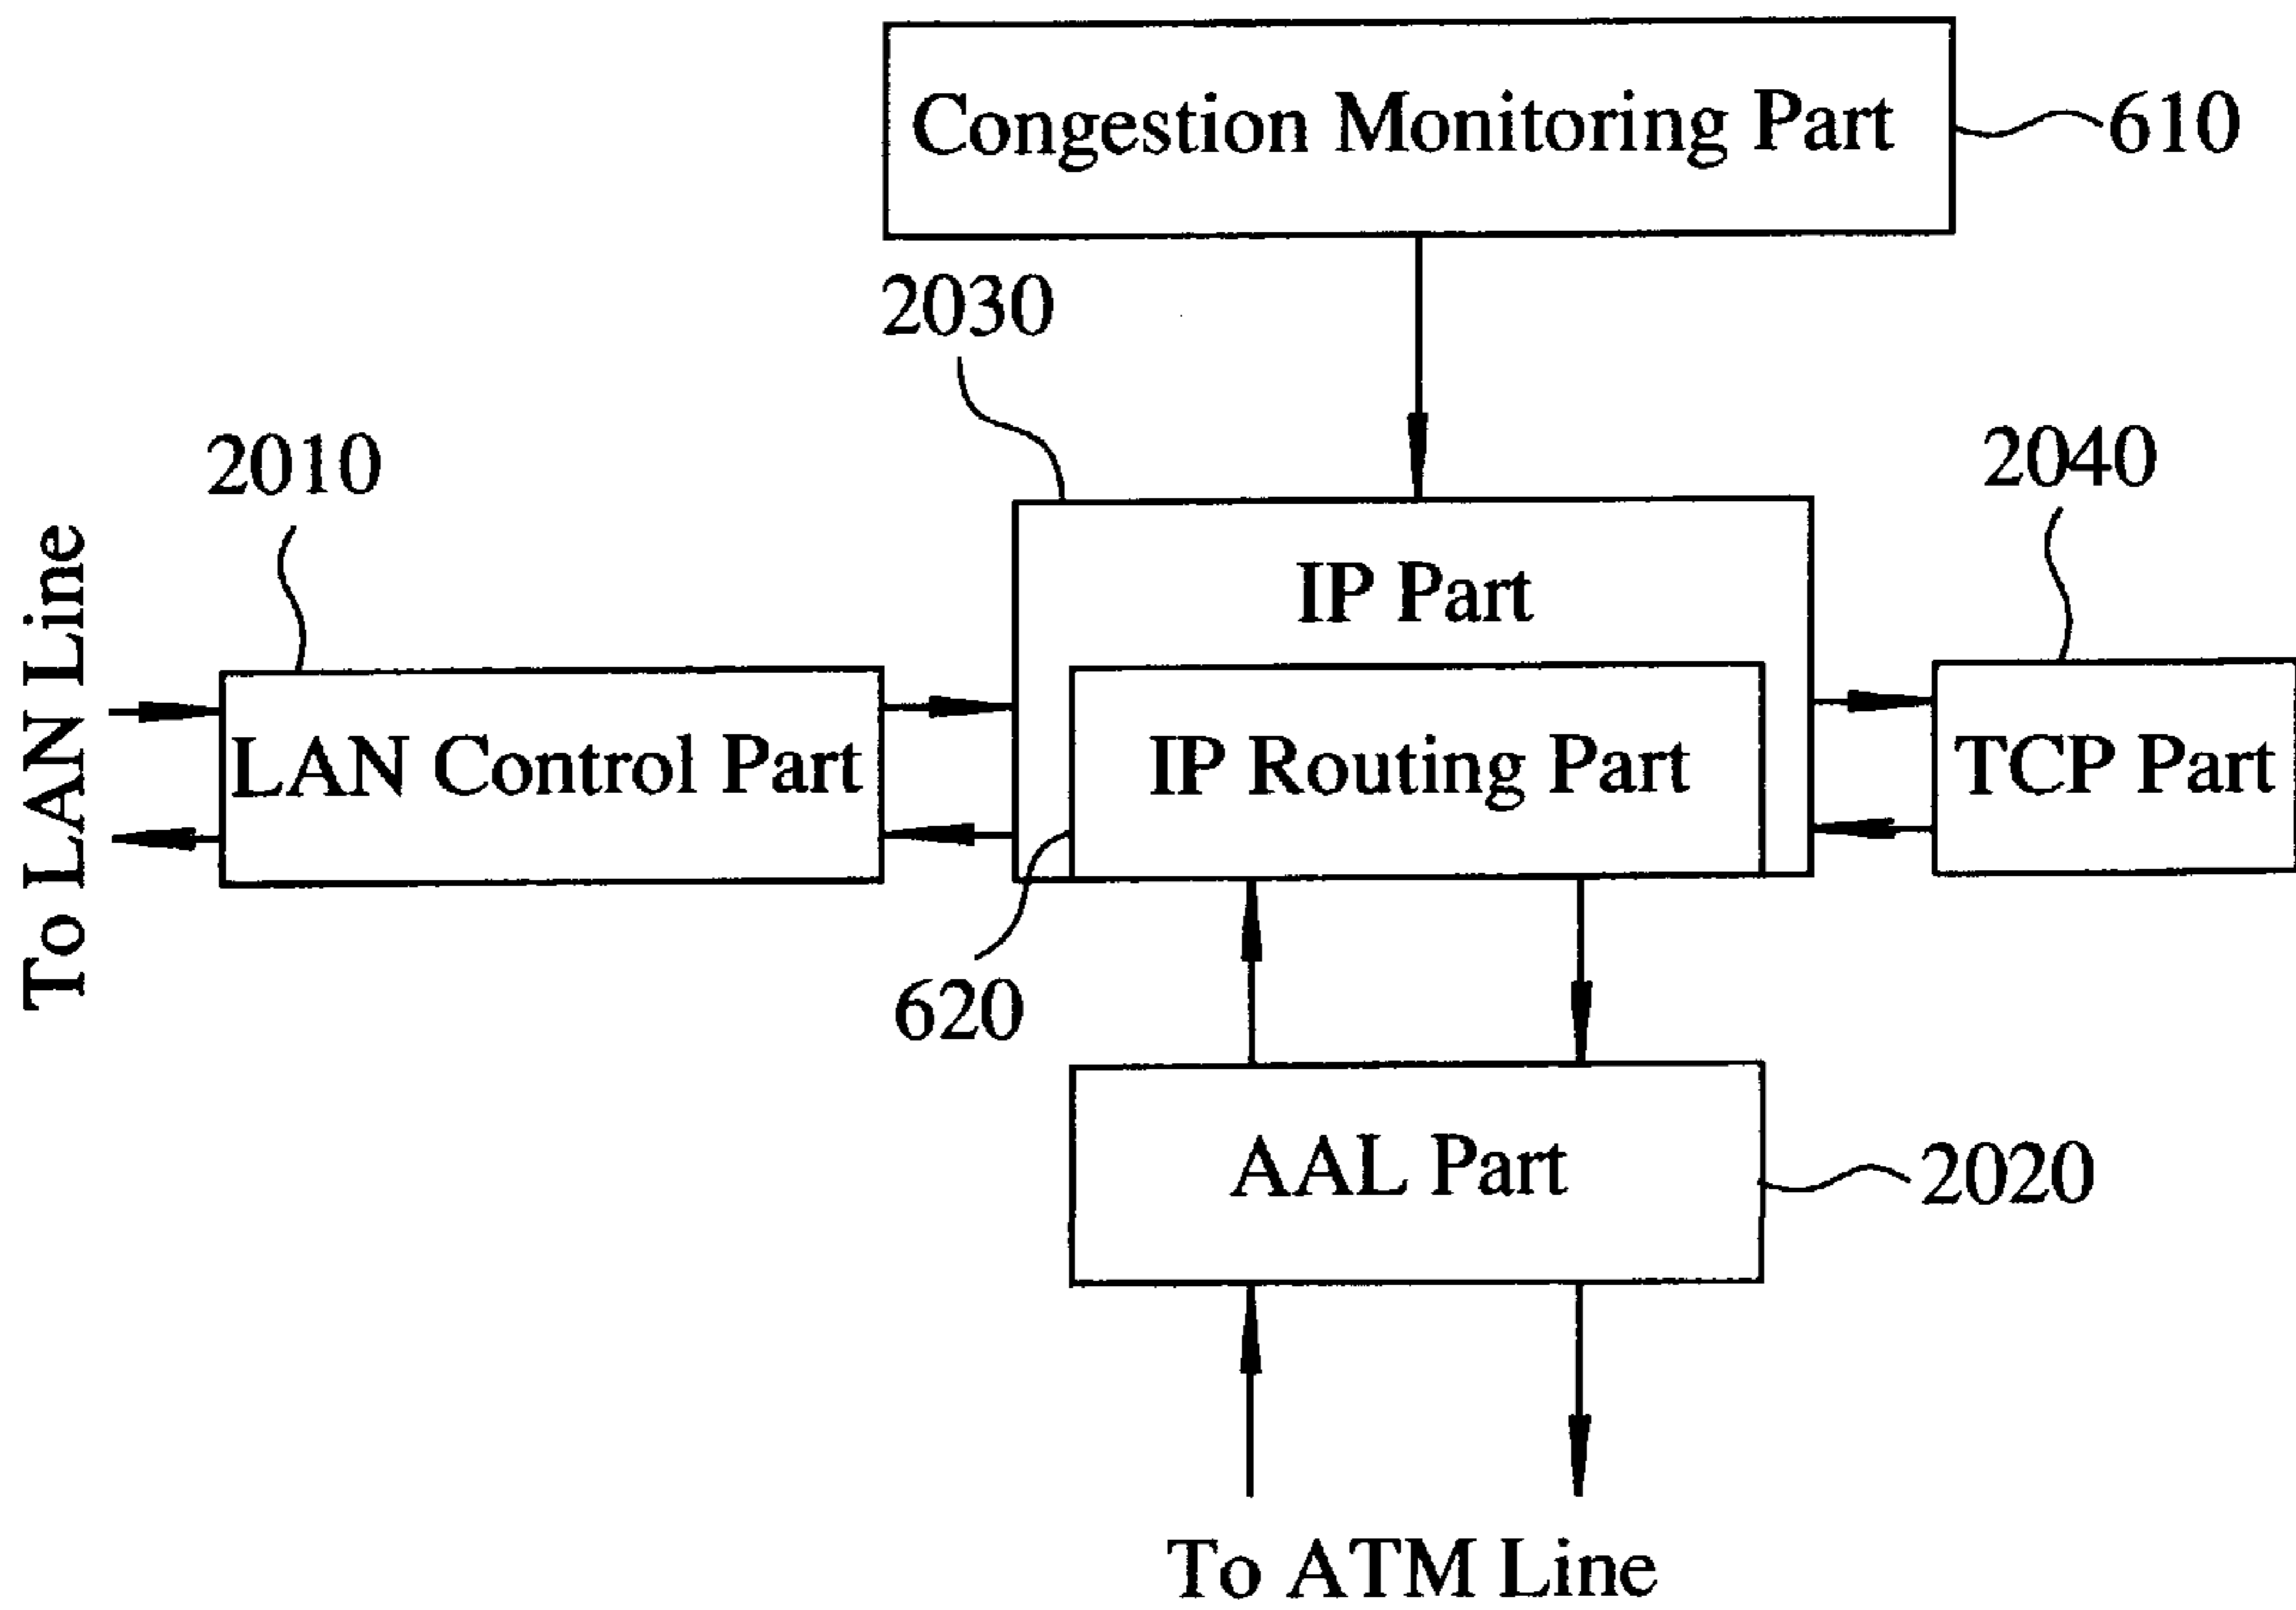 Congestion Monitoring Part
610
2030
2010
2040
To LAN Line
IP Part
LAN Control Part
IP Routing Part
TCP Part
620
AAL Part
2020
To ATM Line